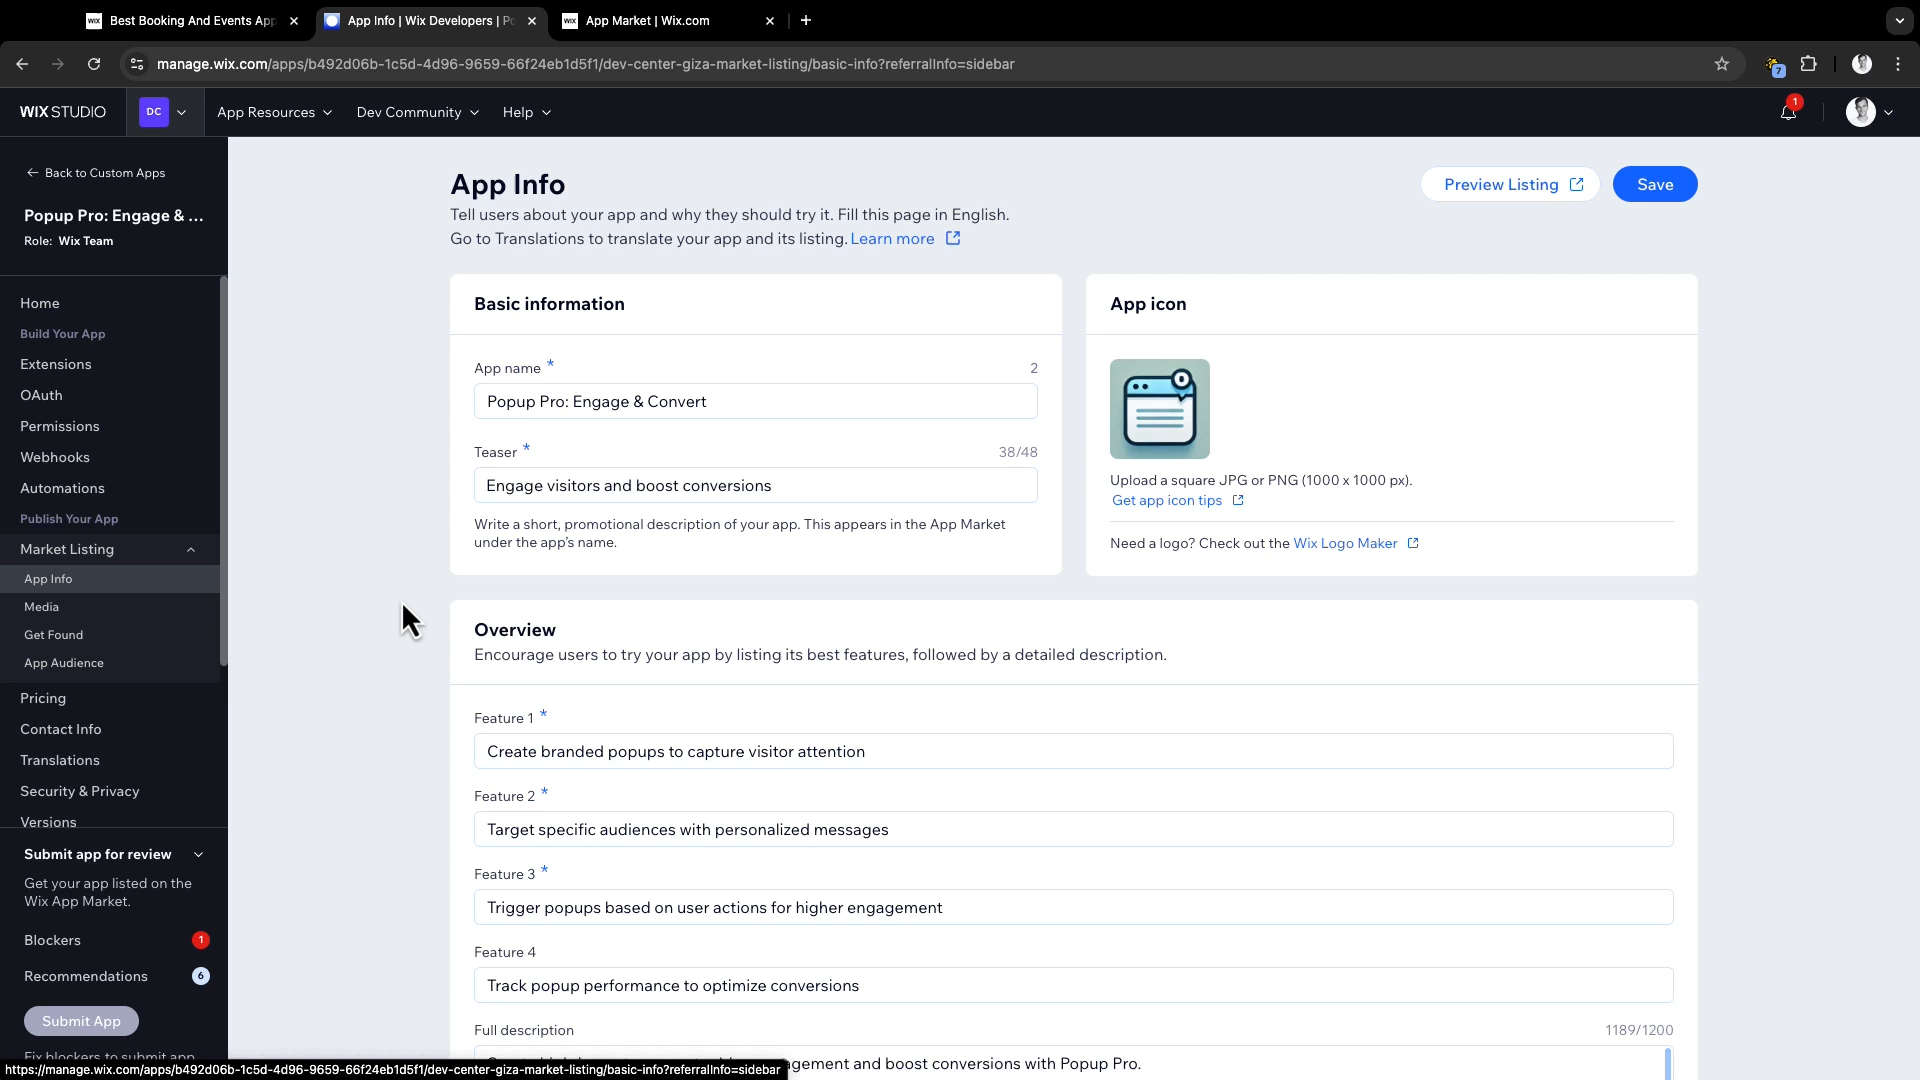 Best Booking And Events App
App Info | Wix Developers | Po
App Market | Wix.com
manage.wix.com/apps/b492d06b-1c5d-4d96-9659-66f24eb1d5f1/dev-center-giza-market-listing/basic-info?referralInfo=sidebar
7
WIX STUDIO
DC
App Resources
Dev Community
Help
1
Back to Custom Apps
Popup Pro: Engage & ...
Role: Wix Team
Home
Build Your App
Extensions
OAuth
Permissions
Webhooks
Automations
Publish Your App
Market Listing
App Info
Media
Get Found
App Audience
Pricing
Contact Info
Translations
Security & Privacy
Versions
Submit app for review
Get your app listed on the
Wix App Market.
Blockers
1
Recommendations
6
Submit App
Fix blockers to submit app
App Info
Tell users about your app and why they should try it. Fill this page in English.
Go to Translations to translate your app and its listing. Learn more
Preview Listing
Save
Basic information
App name *
2
Popup Pro: Engage & Convert
Teaser *
38/48
Engage visitors and boost conversions
Write a short, promotional description of your app. This appears in the App Market
under the app's name.
App icon
Upload a square JPG or PNG (1000 x 1000 px).
Get app icon tips
Need a logo? Check out the Wix Logo Maker
Overview
Encourage users to try your app by listing its best features, followed by a detailed description.
Feature 1 *
Create branded popups to capture visitor attention
Feature 2 *
Target specific audiences with personalized messages
Feature 3 *
Trigger popups based on user actions for higher engagement
Feature 4
Track popup performance to optimize conversions
Full description
1189/1200
and boost conversions with Popup Pro.
https://manage.wix.com/apps/b492d06b-1c5d-4d96-9659-66f24eb1d5f1/dev-center-giza-market-listing/basic-info?referralInfo=sidebar